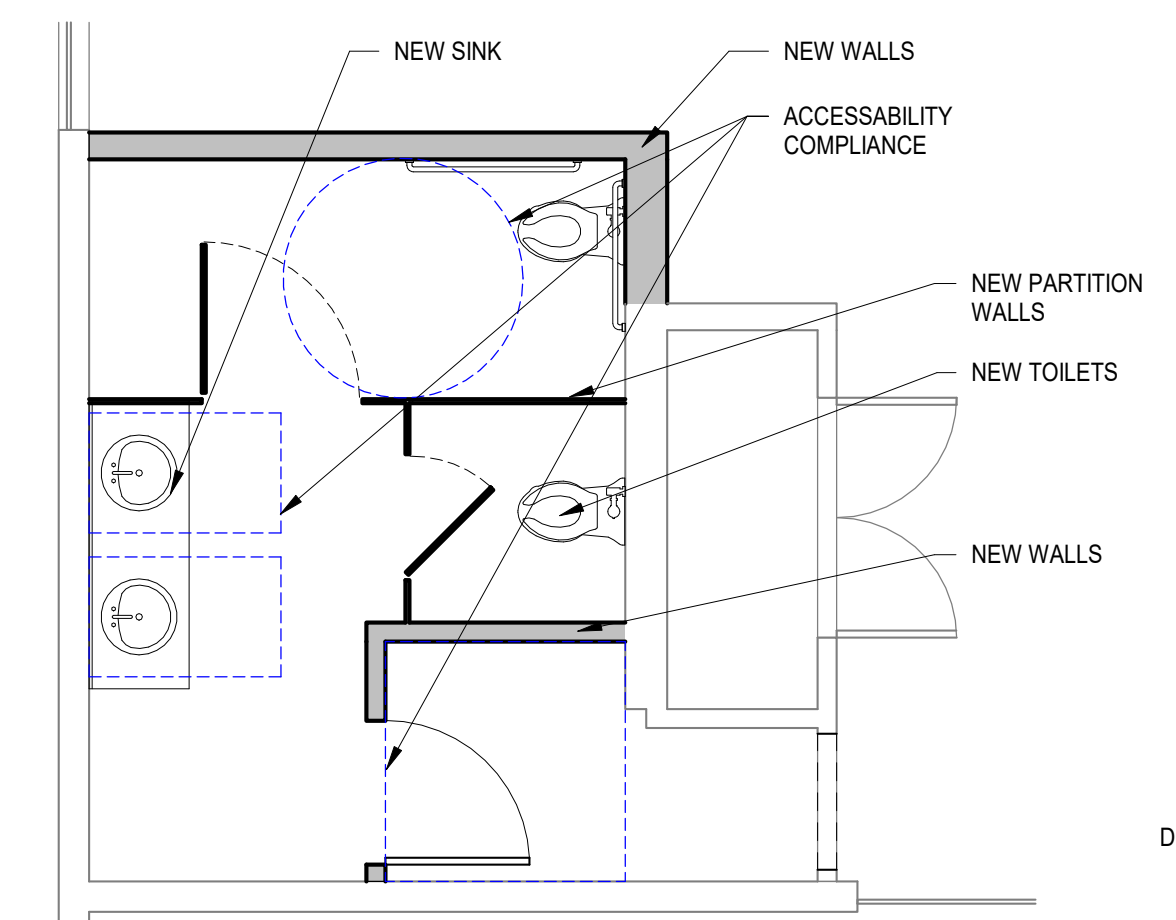 NEW SINK
NEW WALLS
ACCESSABILITY
COMPLIANCE
NEW PARTITION
WALLS
NEW TOILETS
NEW WALLS
D